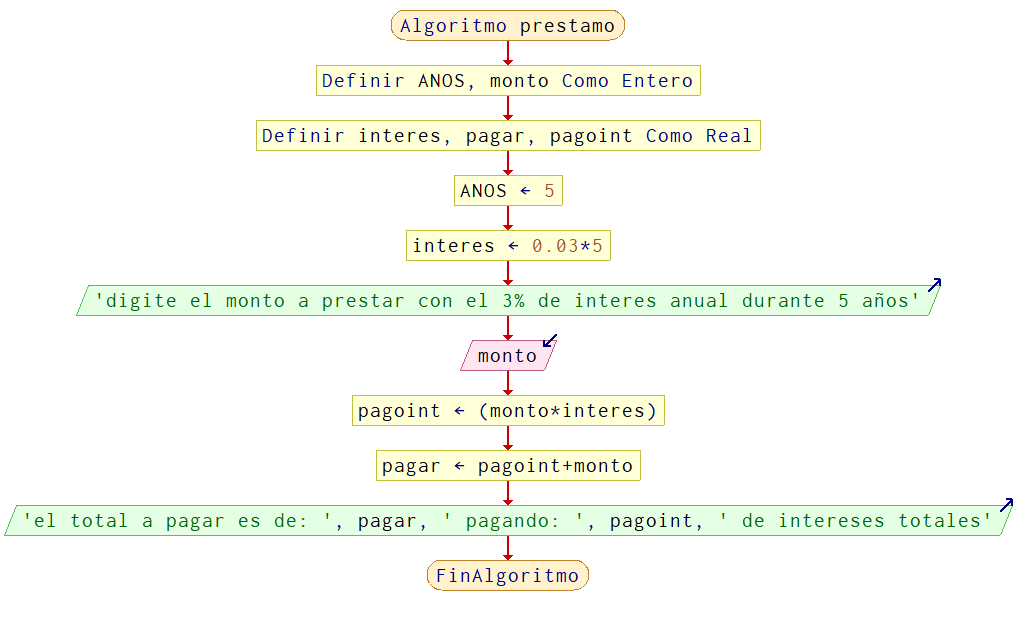 Algoritmo prestamo
Definir ANOS, monto Como Entero
Definir interes, pagar, pagoint Como Real
ANOS ← 5
interes ← 0.03*5
'digite el monto a prestar con el 3% de interes anual durante 5 años'
monto
pagoint ← (monto*interes)
pagar ← pagoint+monto
'el total a pagar es de: ', pagar, ' pagando: ', pagoint, ' de intereses totales'
FinAlgoritmo